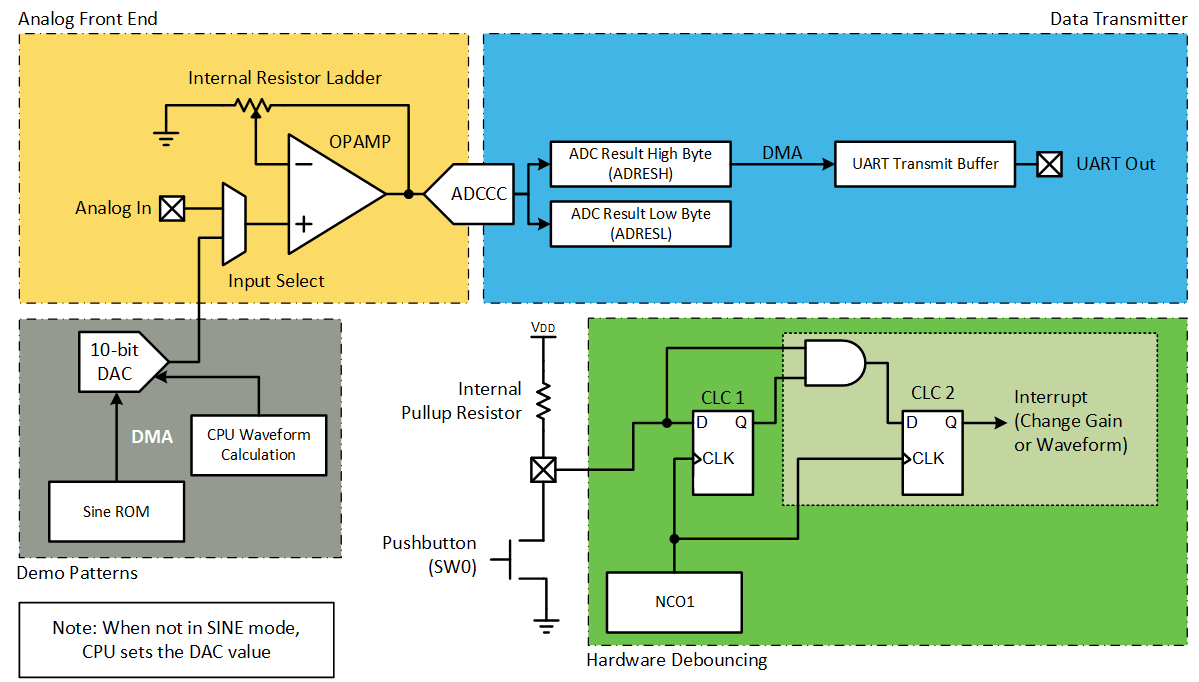 Analog Front End
Data Transmitter
Internal Resistor Ladder
OPAMP
Analog In
Input Select
ADCCC
ADC Result High Byte
(ADRESH)
DMA
UART Transmit Buffer
UART Out
ADC Result Low Byte
(ADRESL)
10-bit
DAC
DMA
CPU Waveform
Calculation
Sine ROM
Demo Patterns
Note: When not in SINE mode,
CPU sets the DAC value
VDD
Internal
Pullup Resistor
Pushbutton
(SW0)
CLC 1
D
Q
CLK
CLC 2
D
Q
CLK
Interrupt
(Change Gain
or Waveform)
NCO1
Hardware Debouncing